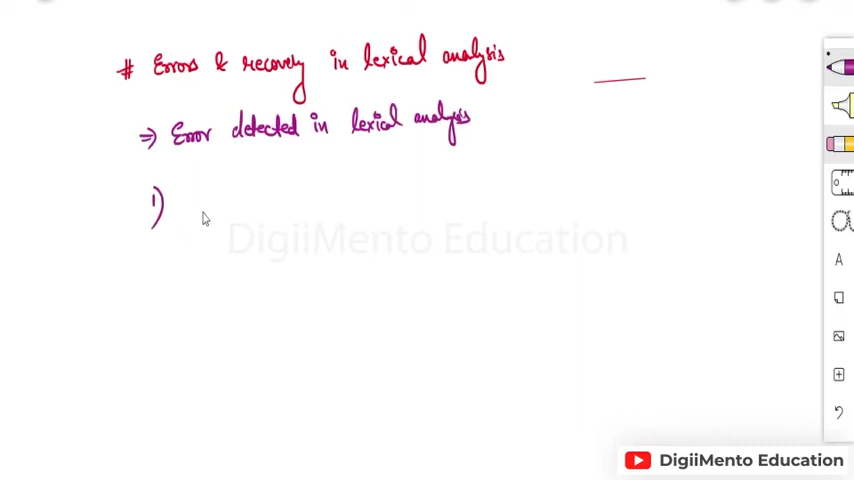 # Errors & recovery in lexical analysis
⇒ Error detected in lexical analysis
1)
DigiiMento Education
A
DigiiMento Education